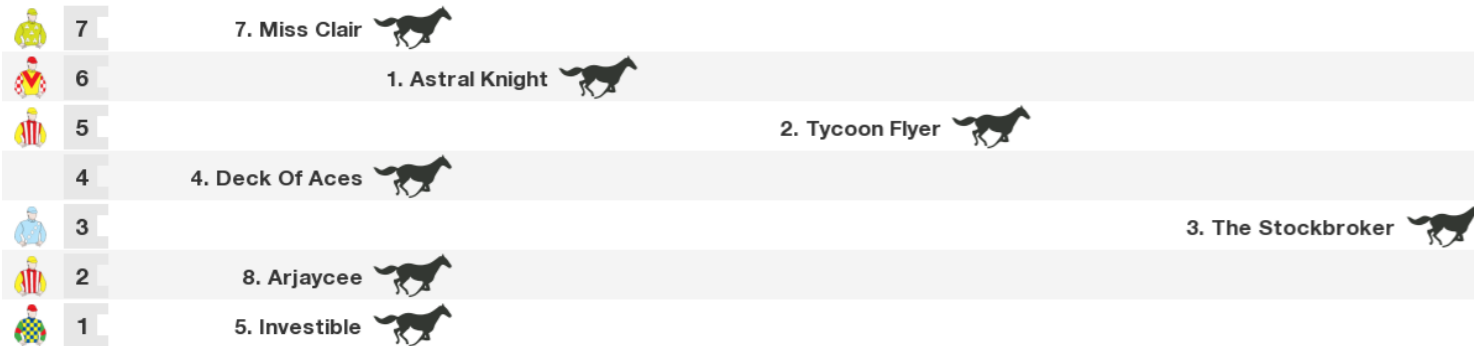 7 7. Miss Clair
6 1. Astral Knight
5 2. Tycoon Flyer
4 4. Deck Of Aces
3 3. The Stockbroker
2 8. Arjaycee
1 5. Investible